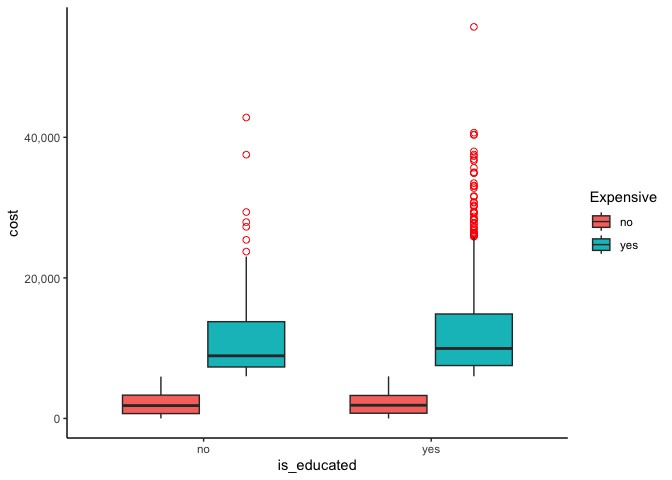 cost
40,000
20,000
0
no
yes
is_educated
Expensive
no
yes